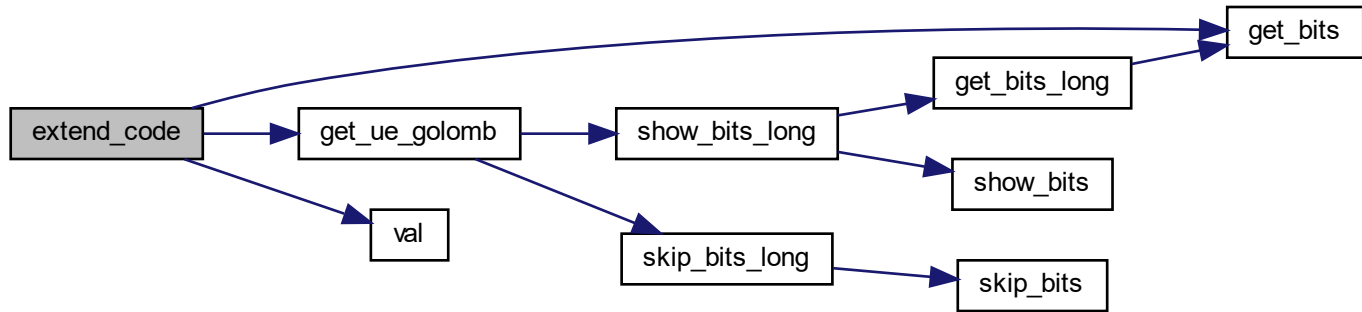 get_bits
get_bits_long
extend_code
get_ue_golomb
show_bits_long
show_bits
val
skip_bits_long
skip_bits